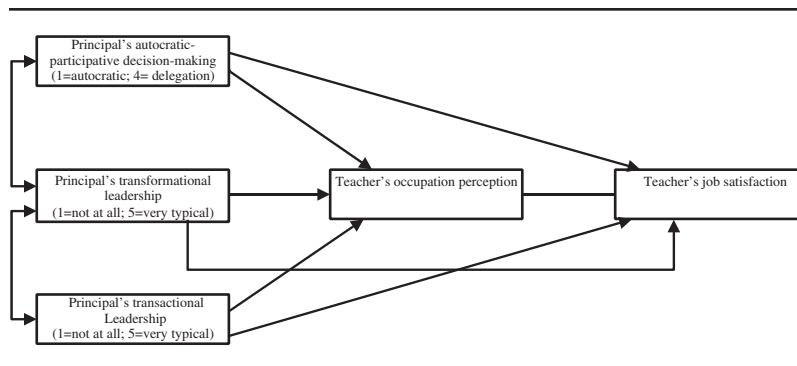 Principal's autocratic-
participative decision-making
(1=autocratic; 4= delegation)
Principal's transformational
leadership
(1=not at all; 5=very typical)
Teacher's occupation perception
Teacher's job satisfaction
Principal's transactional
Leadership
(1=not at all; 5=very typical)